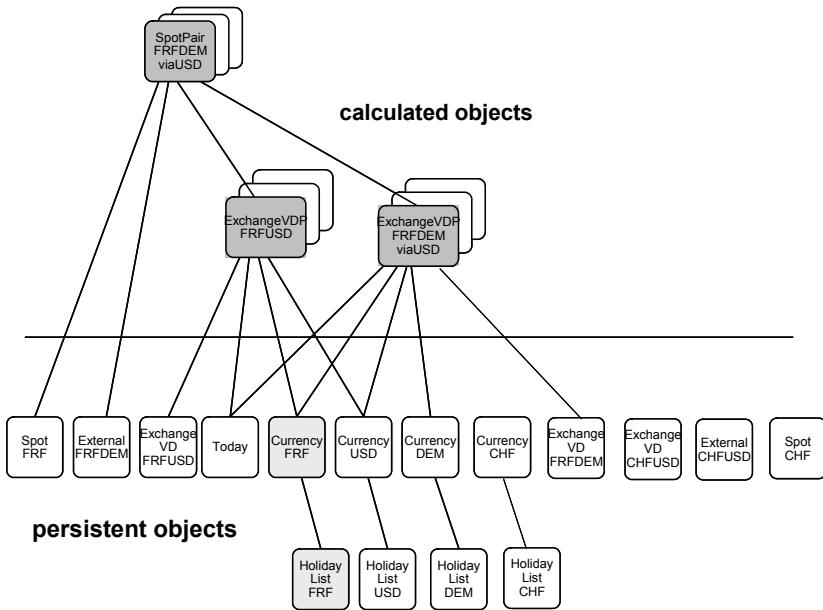 SpotPair
FRFDEM
viaUSD
calculated objects
ExchangeVDP
FRFUSD
ExchangeVDP
FRFDEM
viaUSD
Spot
FRF
External
FRFDEM
Exchange
VD
FRFUSD
Today
Currency
FRF
Currency
USD
Currency
DEM
Currency
CHF
Exchange
VD
FRFDEM
Exchange
VD
CHFUSD
External
CHFUSD
Spot
CHF
persistent objects
Holiday
List
FRF
Holiday
List
USD
Holiday
List
DEM
Holiday
List
CHF